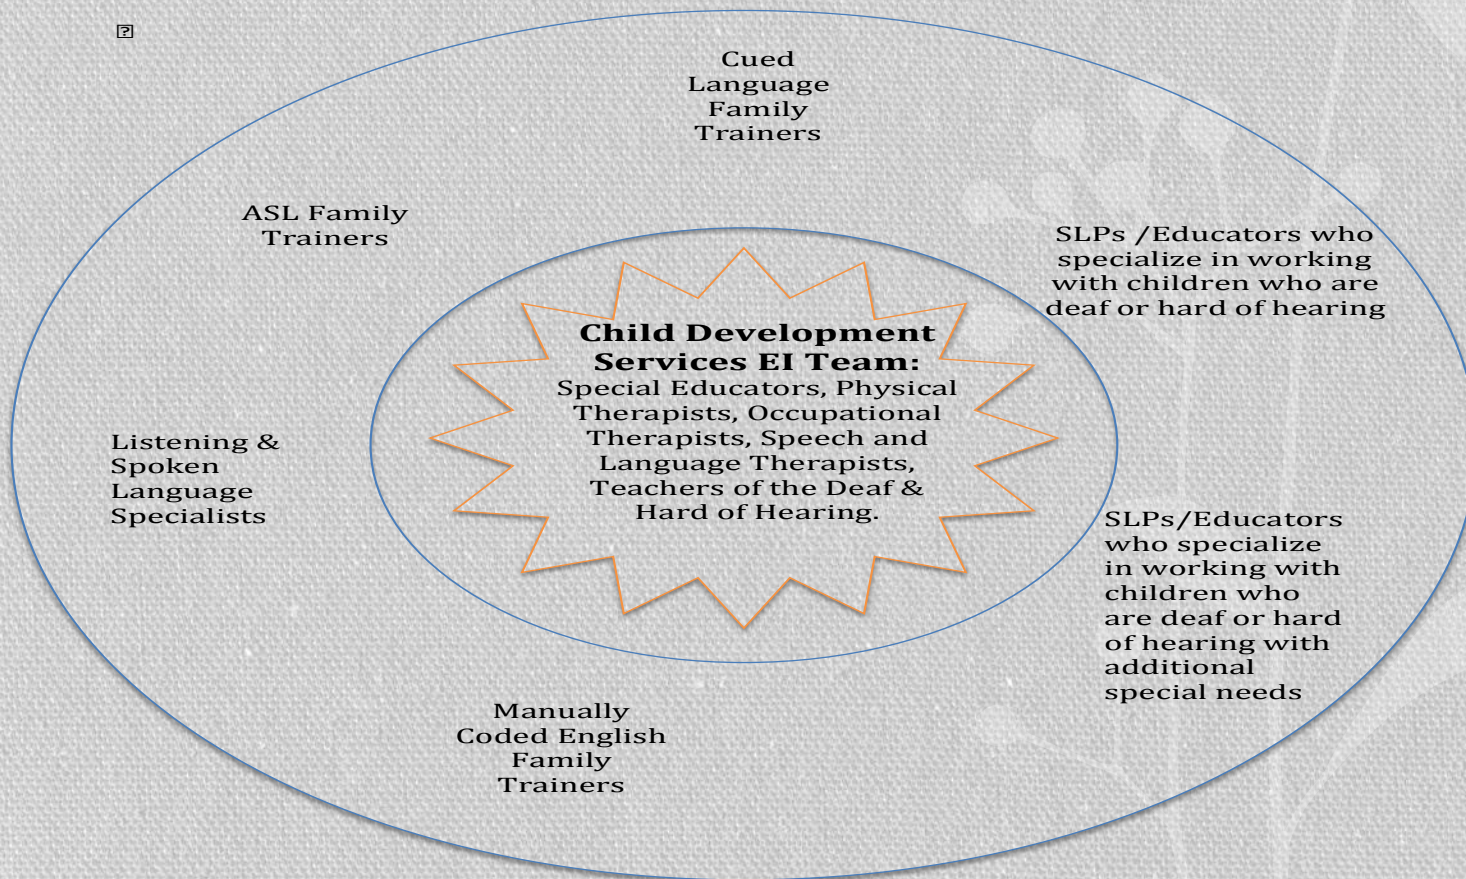 Cued
Language
Family
Trainers
ASL Family
Trainers
SLPs /Educators who
specialize in working
with children who are
deaf or hard of hearing
Child Development
Services EI Team:
Special Educators, Physical
Therapists, Occupational
Therapists, Speech and
Language Therapists,
Teachers of the Deaf &
Hard of Hearing.
Listening &
Spoken
Language
Specialists
SLPs/Educators
who specialize
in working with
children who
are deaf or hard
of hearing with
additional
special needs
Manually
Coded English
Family
Trainers